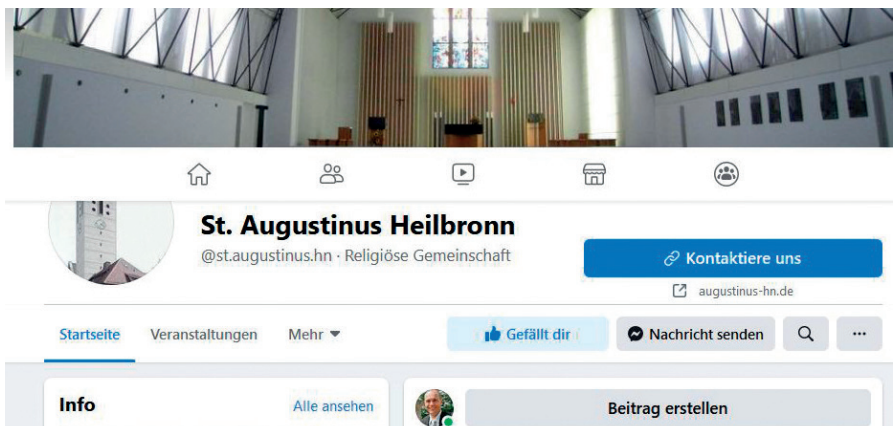 St. Augustinus Heilbronn
@st.augustinus.hn · Religiöse Gemeinschaft
Kontaktiere uns
augustinus-hn.de
Startseite Veranstaltungen Mehr Gefällt dir Nachricht senden ...
Info Alle ansehen Beitrag erstellen